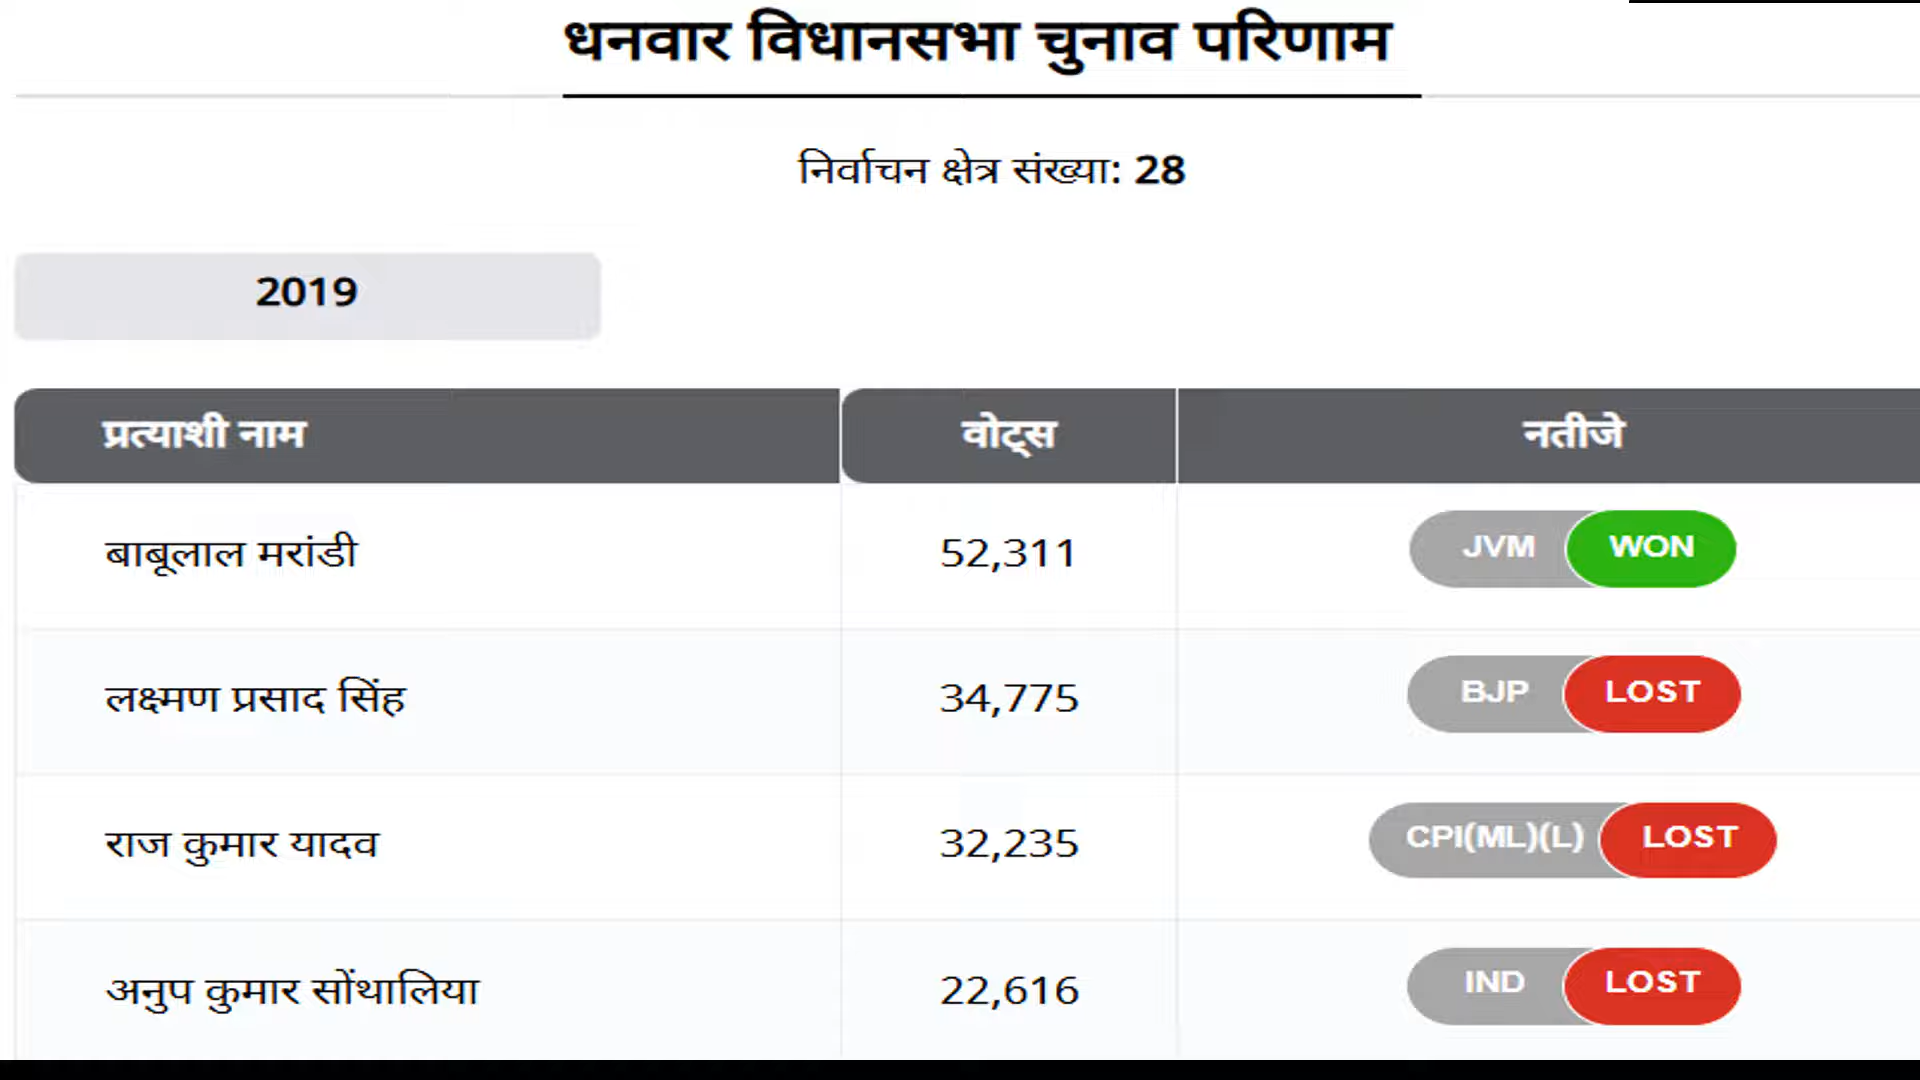 धनवार विधानसभा चुनाव परिणाम
निर्वाचन क्षेत्र संख्या: 28
2019
प्रत्याशी नाम वोट्स नतीजे
बाबूलाल मरांडी 52,311 JVM WON
लक्ष्मण प्रसाद सिंह 34,775 BJP LOST
राज कुमार यादव 32,235 CPI(ML)(L) LOST
अनुप कुमार सोंथालिया 22,616 IND LOST